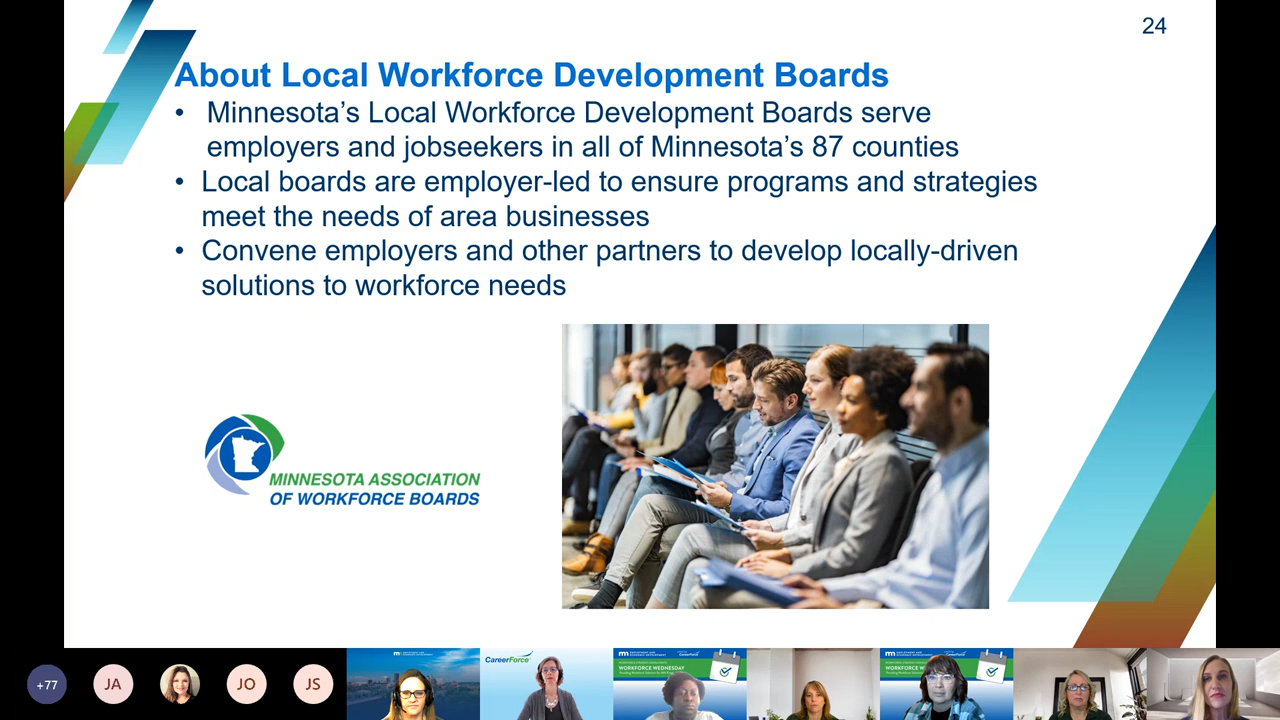 24
About Local Workforce Development Boards
• Minnesota's Local Workforce Development Boards serve
employers and jobseekers in all of Minnesota's 87 counties
• Local boards are employer-led to ensure programs and strategies
meet the needs of area businesses
• Convene employers and other partners to develop locally-driven
solutions to workforce needs
MINNESOTA ASSOCIATION
OF WORKFORCE BOARDS
+77
JA
JO
JS
CareerForce
WORKFORCE WEDNESDAY